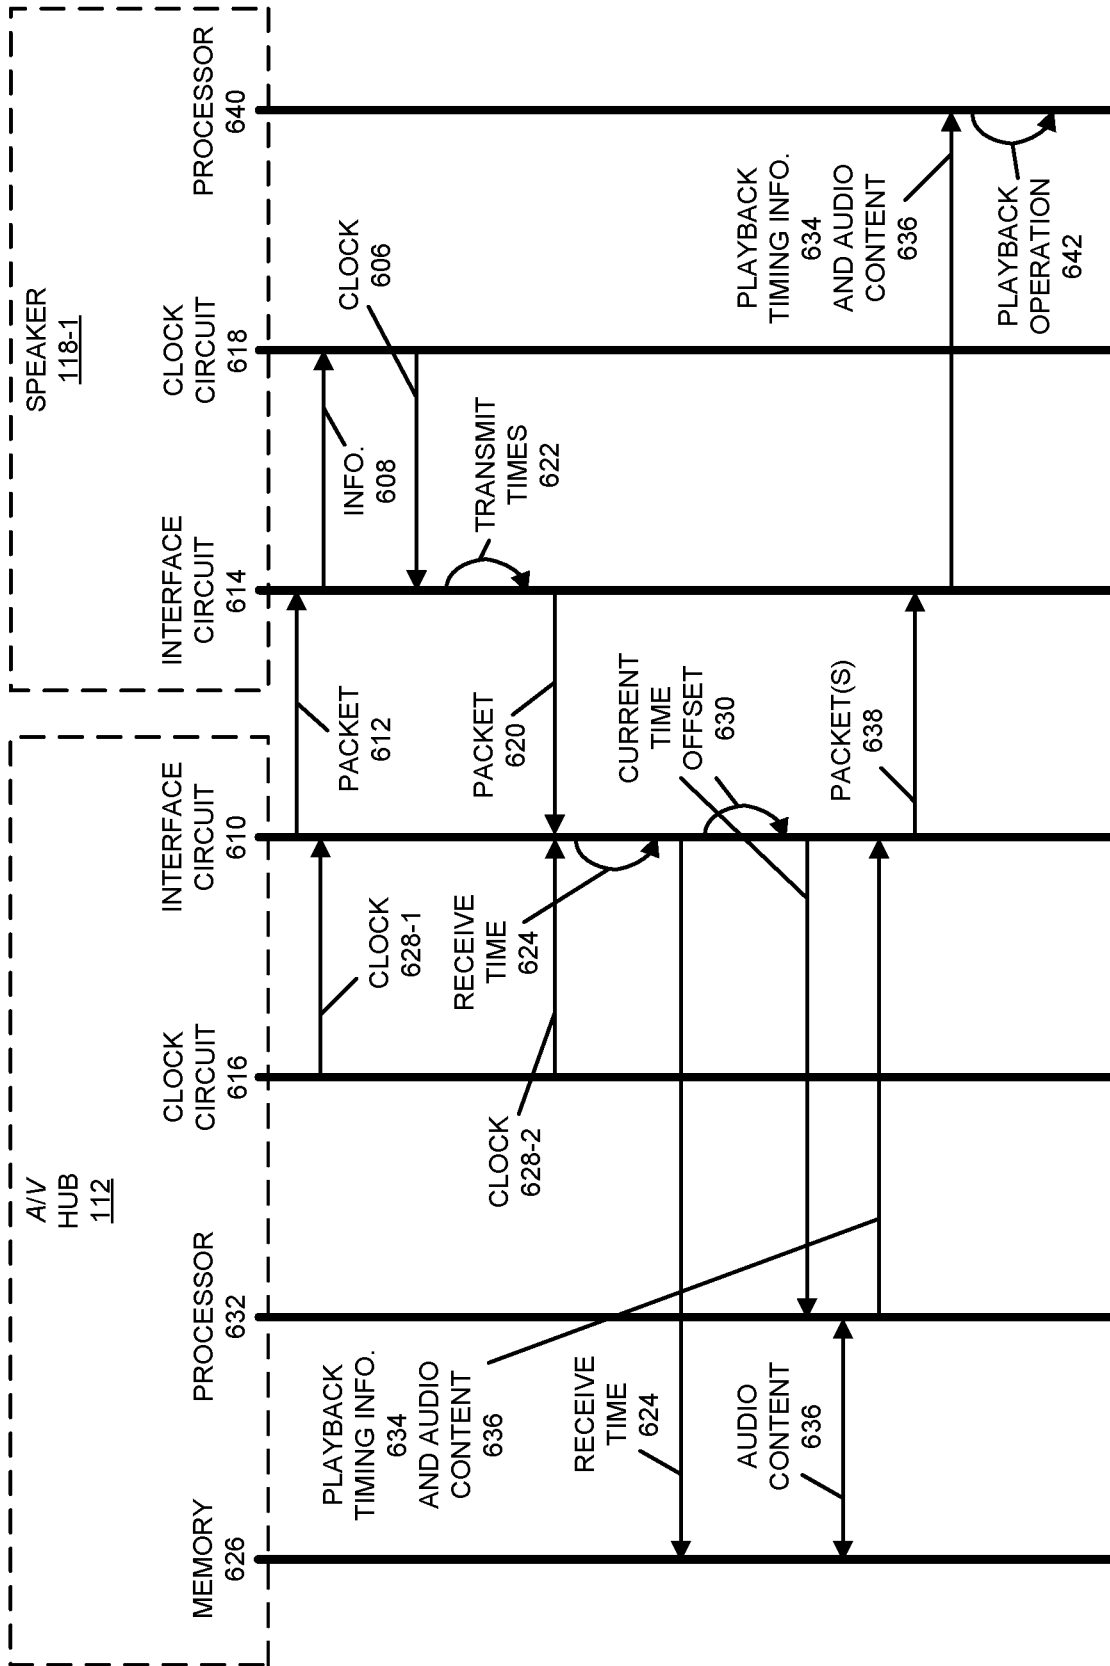 A/V
HUB
112
SPEAKER
118-1
MEMORY
626
PROCESSOR
632
CLOCK
CIRCUIT
616
INTERFACE
CIRCUIT
610
INTERFACE
CIRCUIT
614
CLOCK
CIRCUIT
618
PROCESSOR
640
PACKET
612
CLOCK
628-1
INFO.
608
CLOCK
606
TRANSMIT
TIMES
622
PACKET
620
CLOCK
628-2
RECEIVE
TIME
624
RECEIVE
TIME
624
CURRENT
TIME
OFFSET
630
AUDIO
CONTENT
636
PLAYBACK
TIMING INFO.
634
AND AUDIO
CONTENT
636
PACKET(S)
638
PLAYBACK
TIMING INFO.
634
AND AUDIO
CONTENT
636
PLAYBACK
OPERATION
642